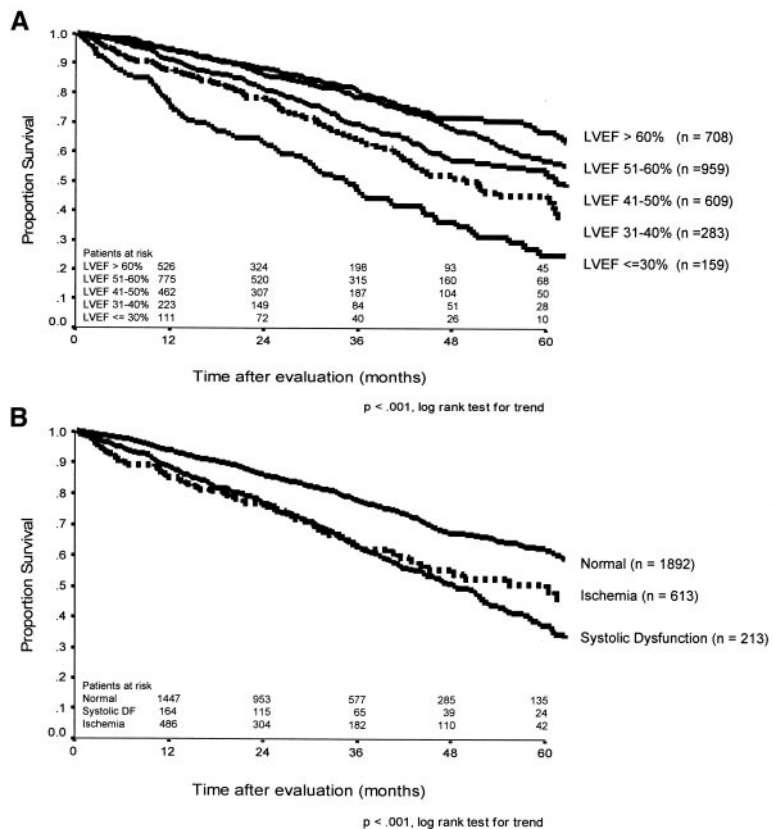 A
1.0
.9
.8
.7
.6
.5
.4
.3
.2
.1
.0
Proportion Survival
LVEF > 60% (n = 708)
LVEF 51-60% (n =959)
LVEF 41-50% (n = 609)
LVEF 31-40% (n = 283)
LVEF <=30% (n =159)
Patients at risk
LVEF > 60% 526 324 198 93 45
LVEF 51-60% 775 520 315 160 68
LVEF 41-50% 462 307 187 104 50
LVEF 31-40% 223 149 84 51 28
LVEF <= 30% 111 72 40 26 10
0 12 24 36 48 60
Time after evaluation (months)
p < .001, log rank test for trend
B
1.0
.9
.8
.7
.6
.5
.4
.3
.2
.1
0.0
Proportion Survival
Normal (n = 1892)
Ischemia (n = 613)
Systolic Dysfunction (n = 213)
Patients at risk
Normal 1447 953 577 285 135
Systolic DF 164 115 65 39 24
Ischemia 486 304 182 110 42
0 12 24 36 48 60
Time after evaluation (months)
p < .001, log rank test for trend